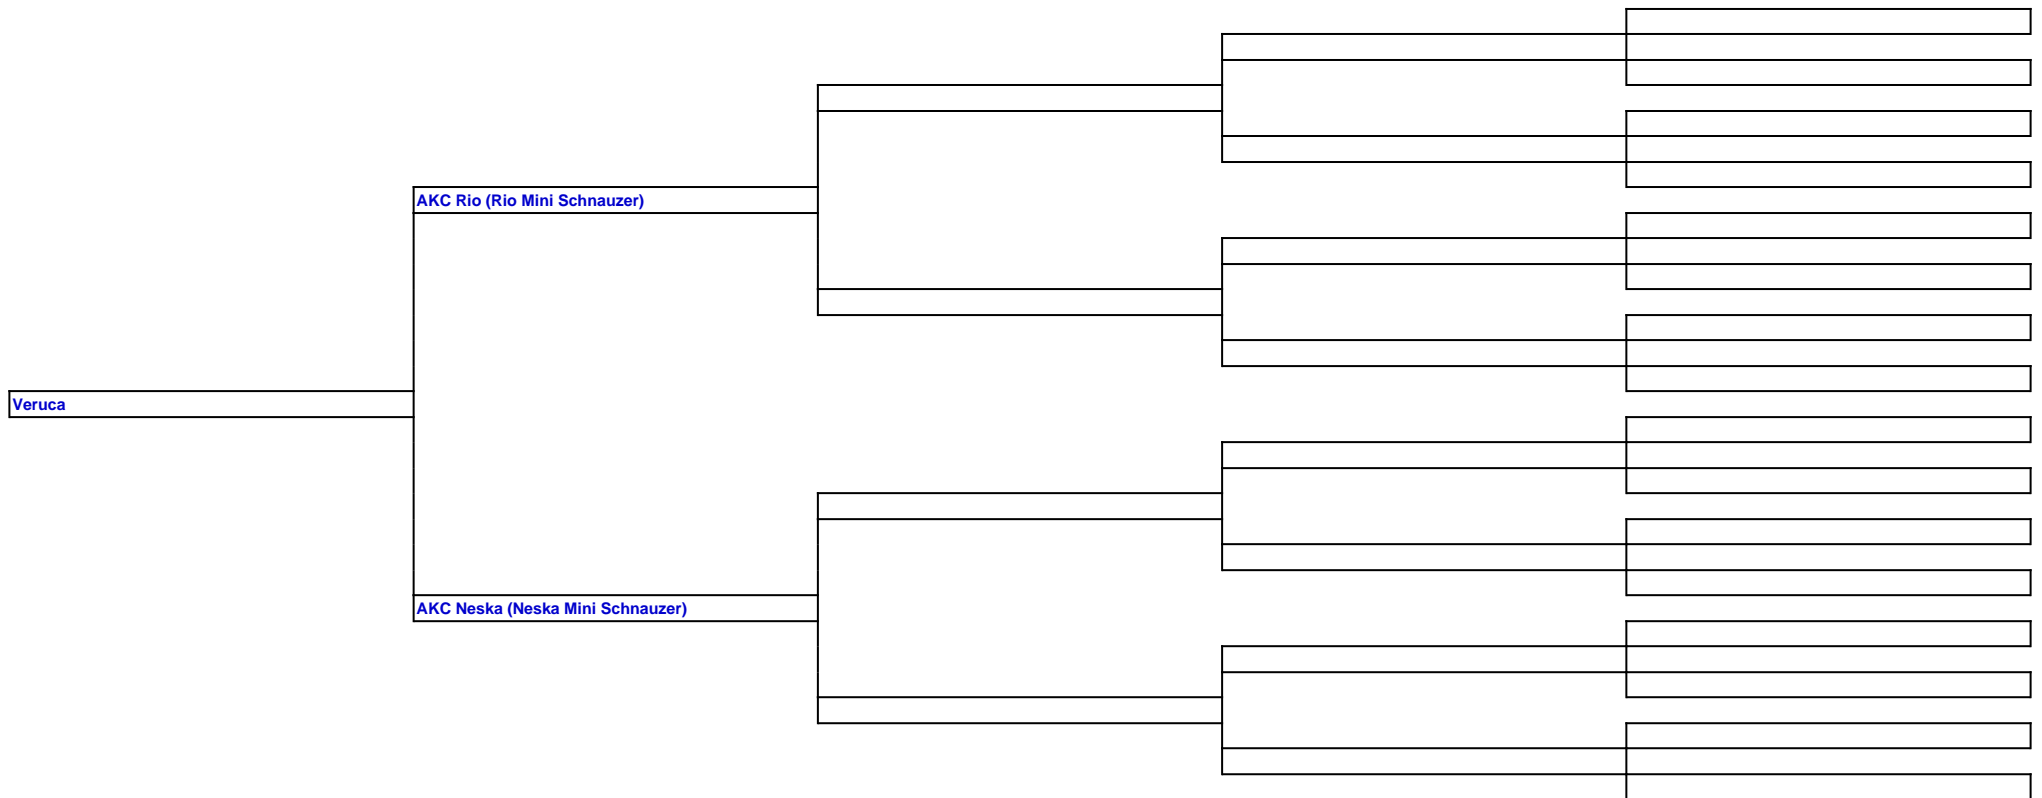 AKC Rio (Rio Mini Schnauzer)
Veruca
AKC Neska (Neska Mini Schnauzer)